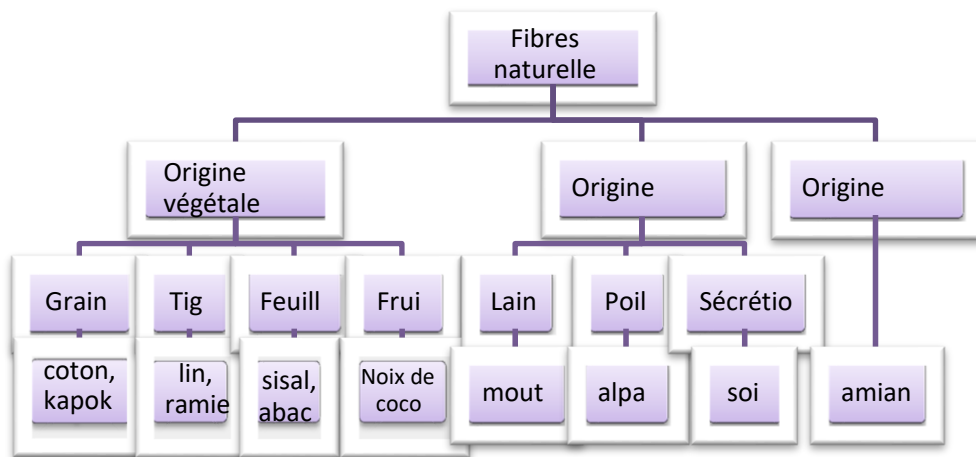 Fibres
naturelle
Origine
végétale
Origine
Origine
Grain
Tig
Feuill
Frui
Lain
Poil
Sécrétio
coton,
kapok
lin,
ramie
sisal,
abac
Noix de
coco
mout
alpa
soi
amian